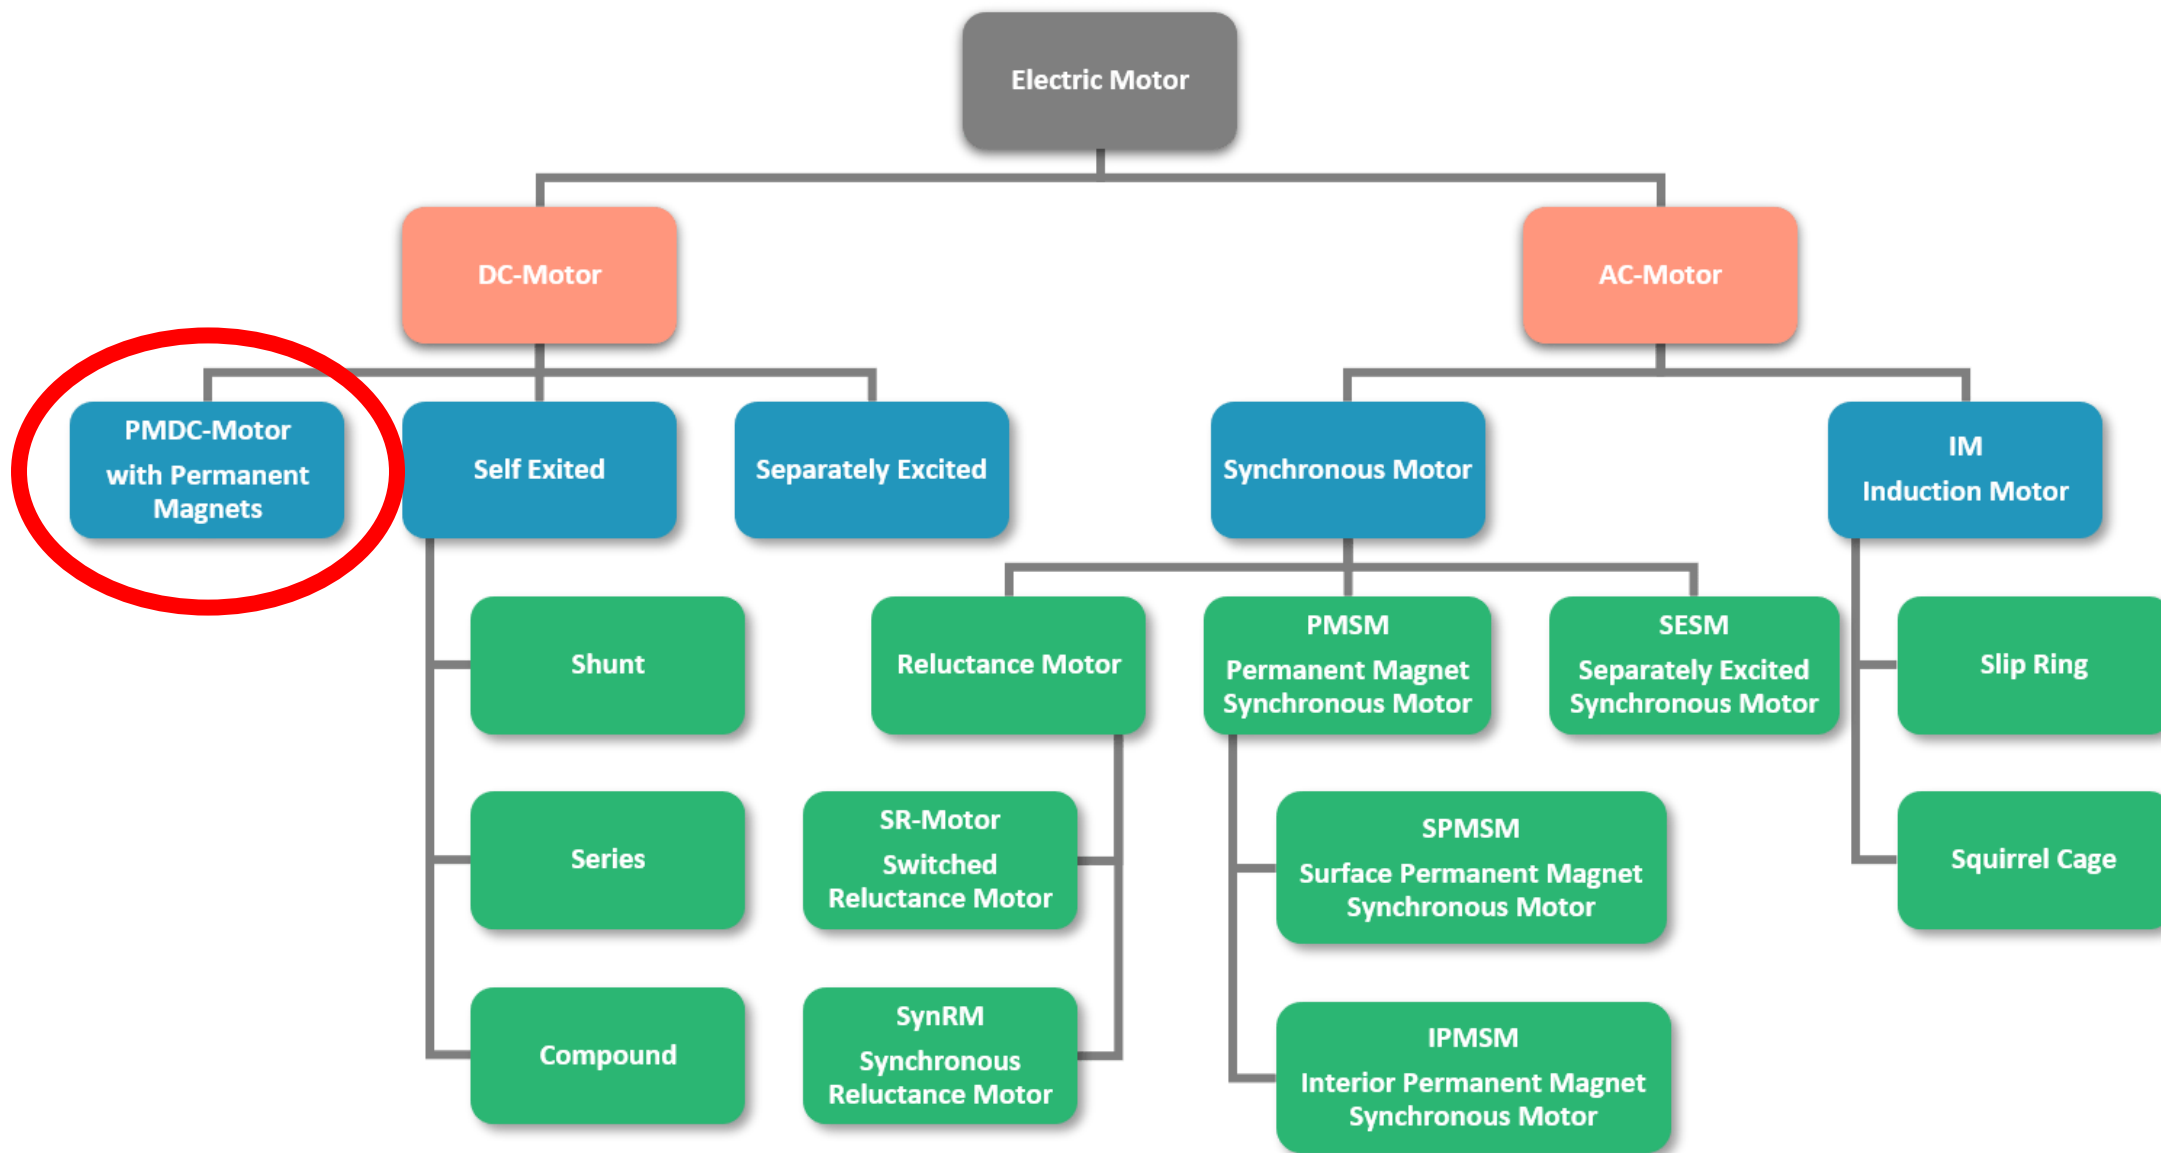 Electric Motor
DC-Motor
AC-Motor
PMDC-Motor
with Permanent
Magnets
Self Exited
Separately Excited
Synchronous Motor
IM
Induction Motor
Shunt
Reluctance Motor
PMSM
Permanent Magnet
Synchronous Motor
SESM
Separately Excited
Synchronous Motor
Slip Ring
Series
SR-Motor
Switched
Reluctance Motor
SPMSM
Surface Permanent Magnet
Synchronous Motor
Squirrel Cage
Compound
SynRM
Synchronous
Reluctance Motor
IPMSM
Interior Permanent Magnet
Synchronous Motor